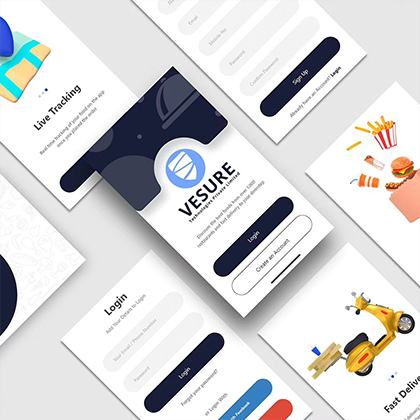 Name
Email
Mobile No
Password
Confirm Password
Sign Up
Already have an Account? Login
Live Tracking
Real time tracking of your food on the app
once you placed the order
VESURE
Technologies Private Limited
Discover the best foods from over 1,000
restaurants and fast delivery to your doorstep
Login
Create an Account
Login
Add Your Details to Login
Your Email / Phone Number
Password
Login
Forgot your password?
or Login With
Facebook
Fast Delive